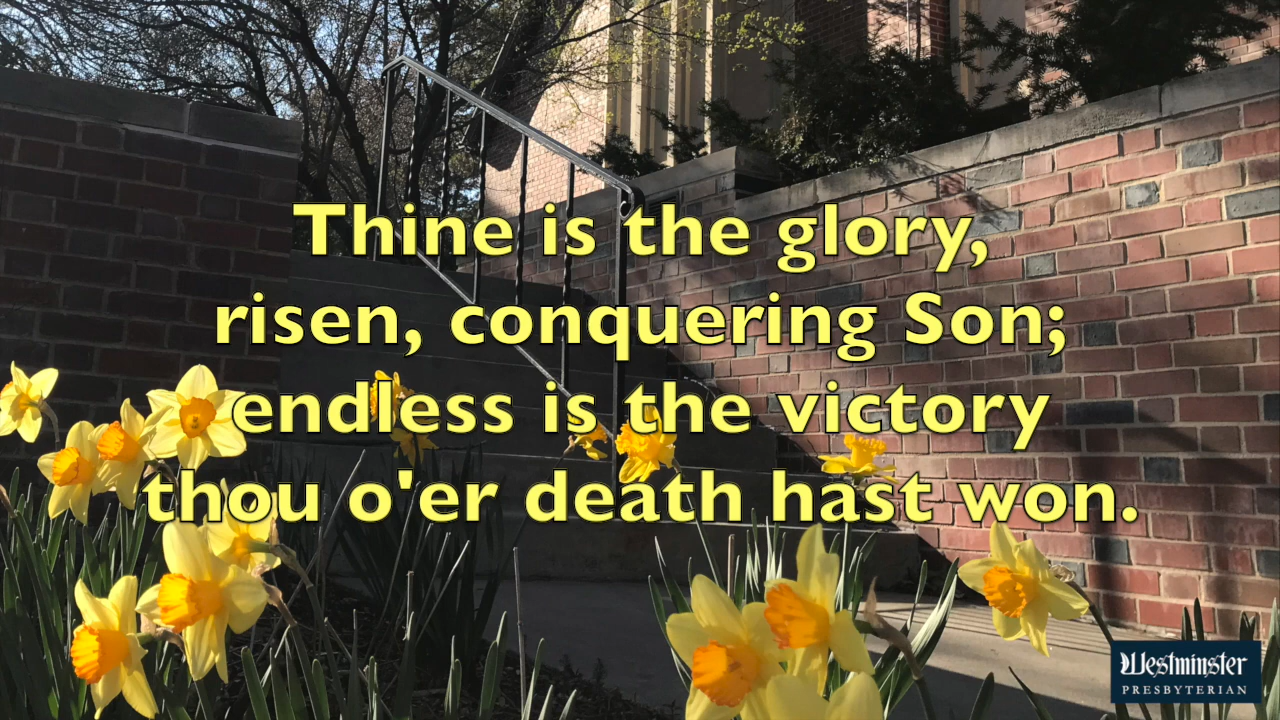 Thine is the glory,
risen, conquering Son;
endless is the victory
thou o'er death hast won.
Westminster
PRESBYTERIAN